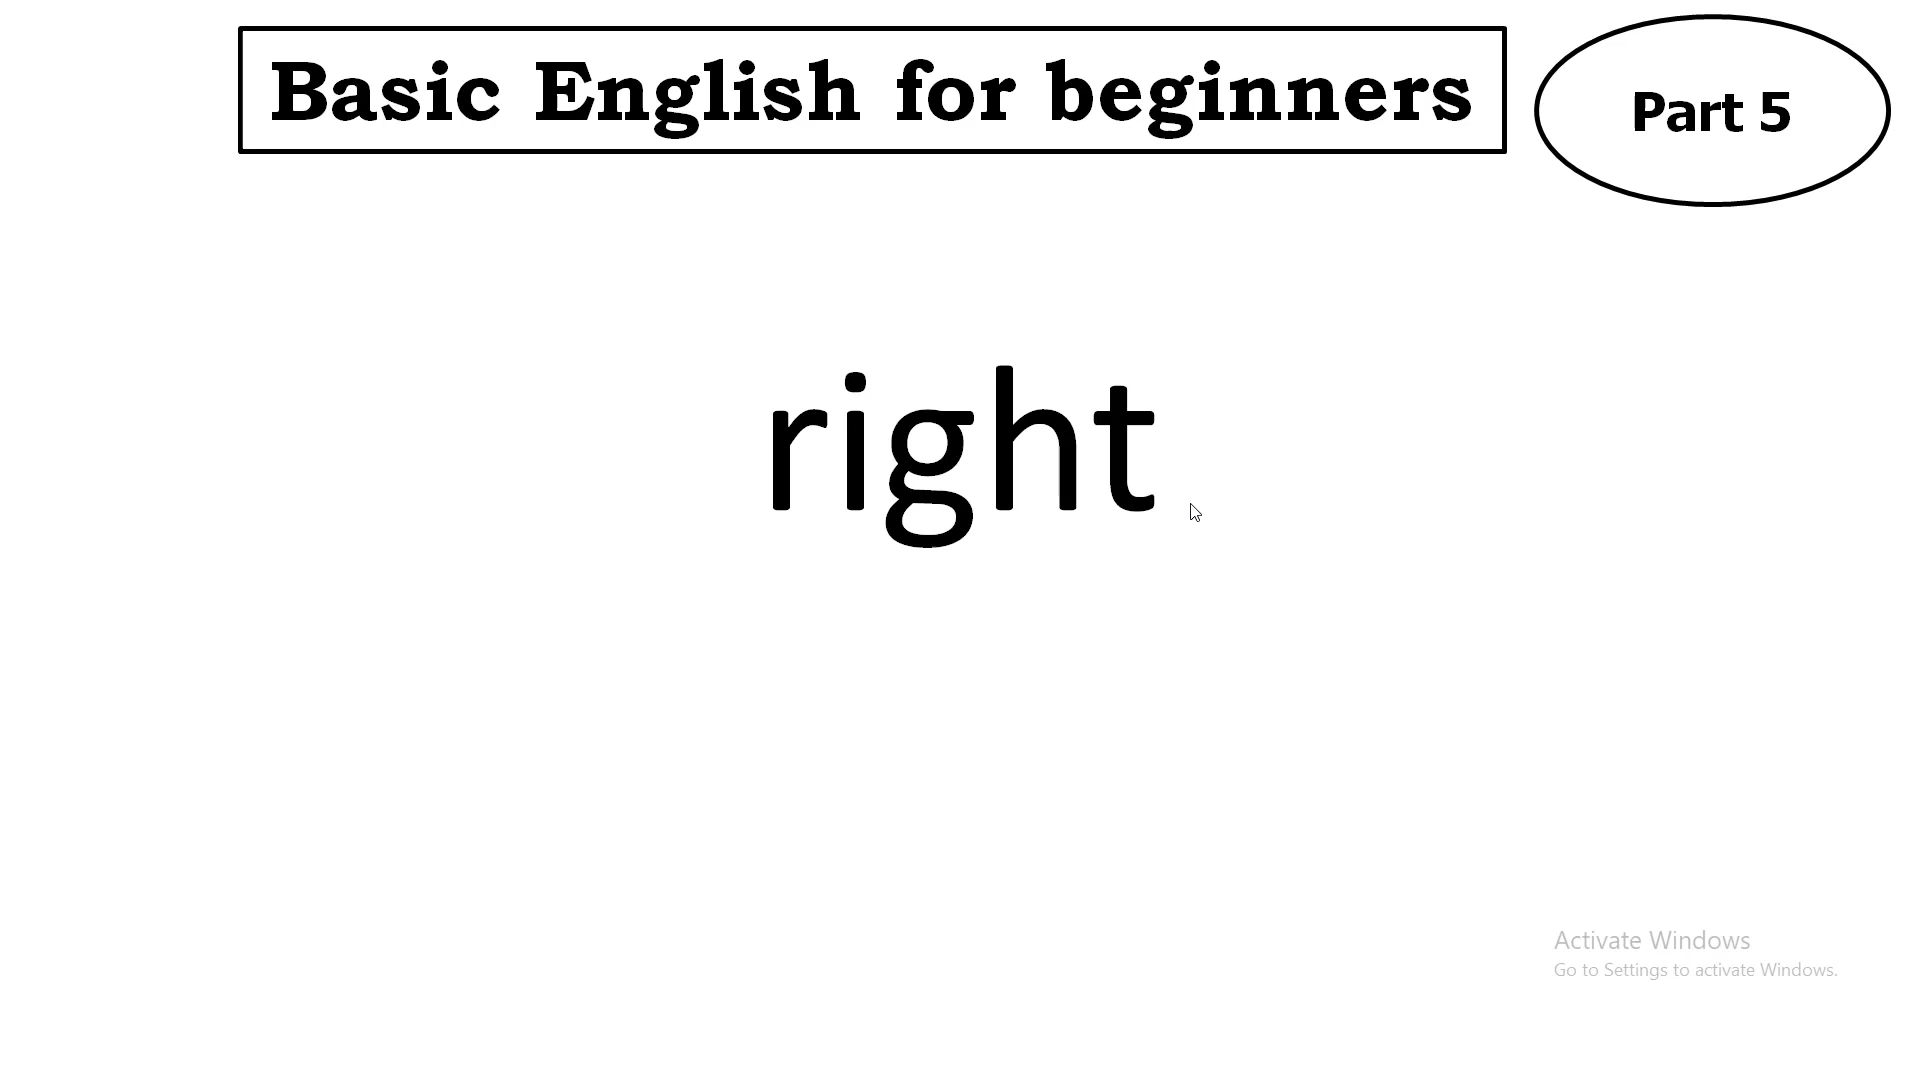 Basic English for beginners
Part 5
right
Activate Windows
Go to Settings to activate Windows.